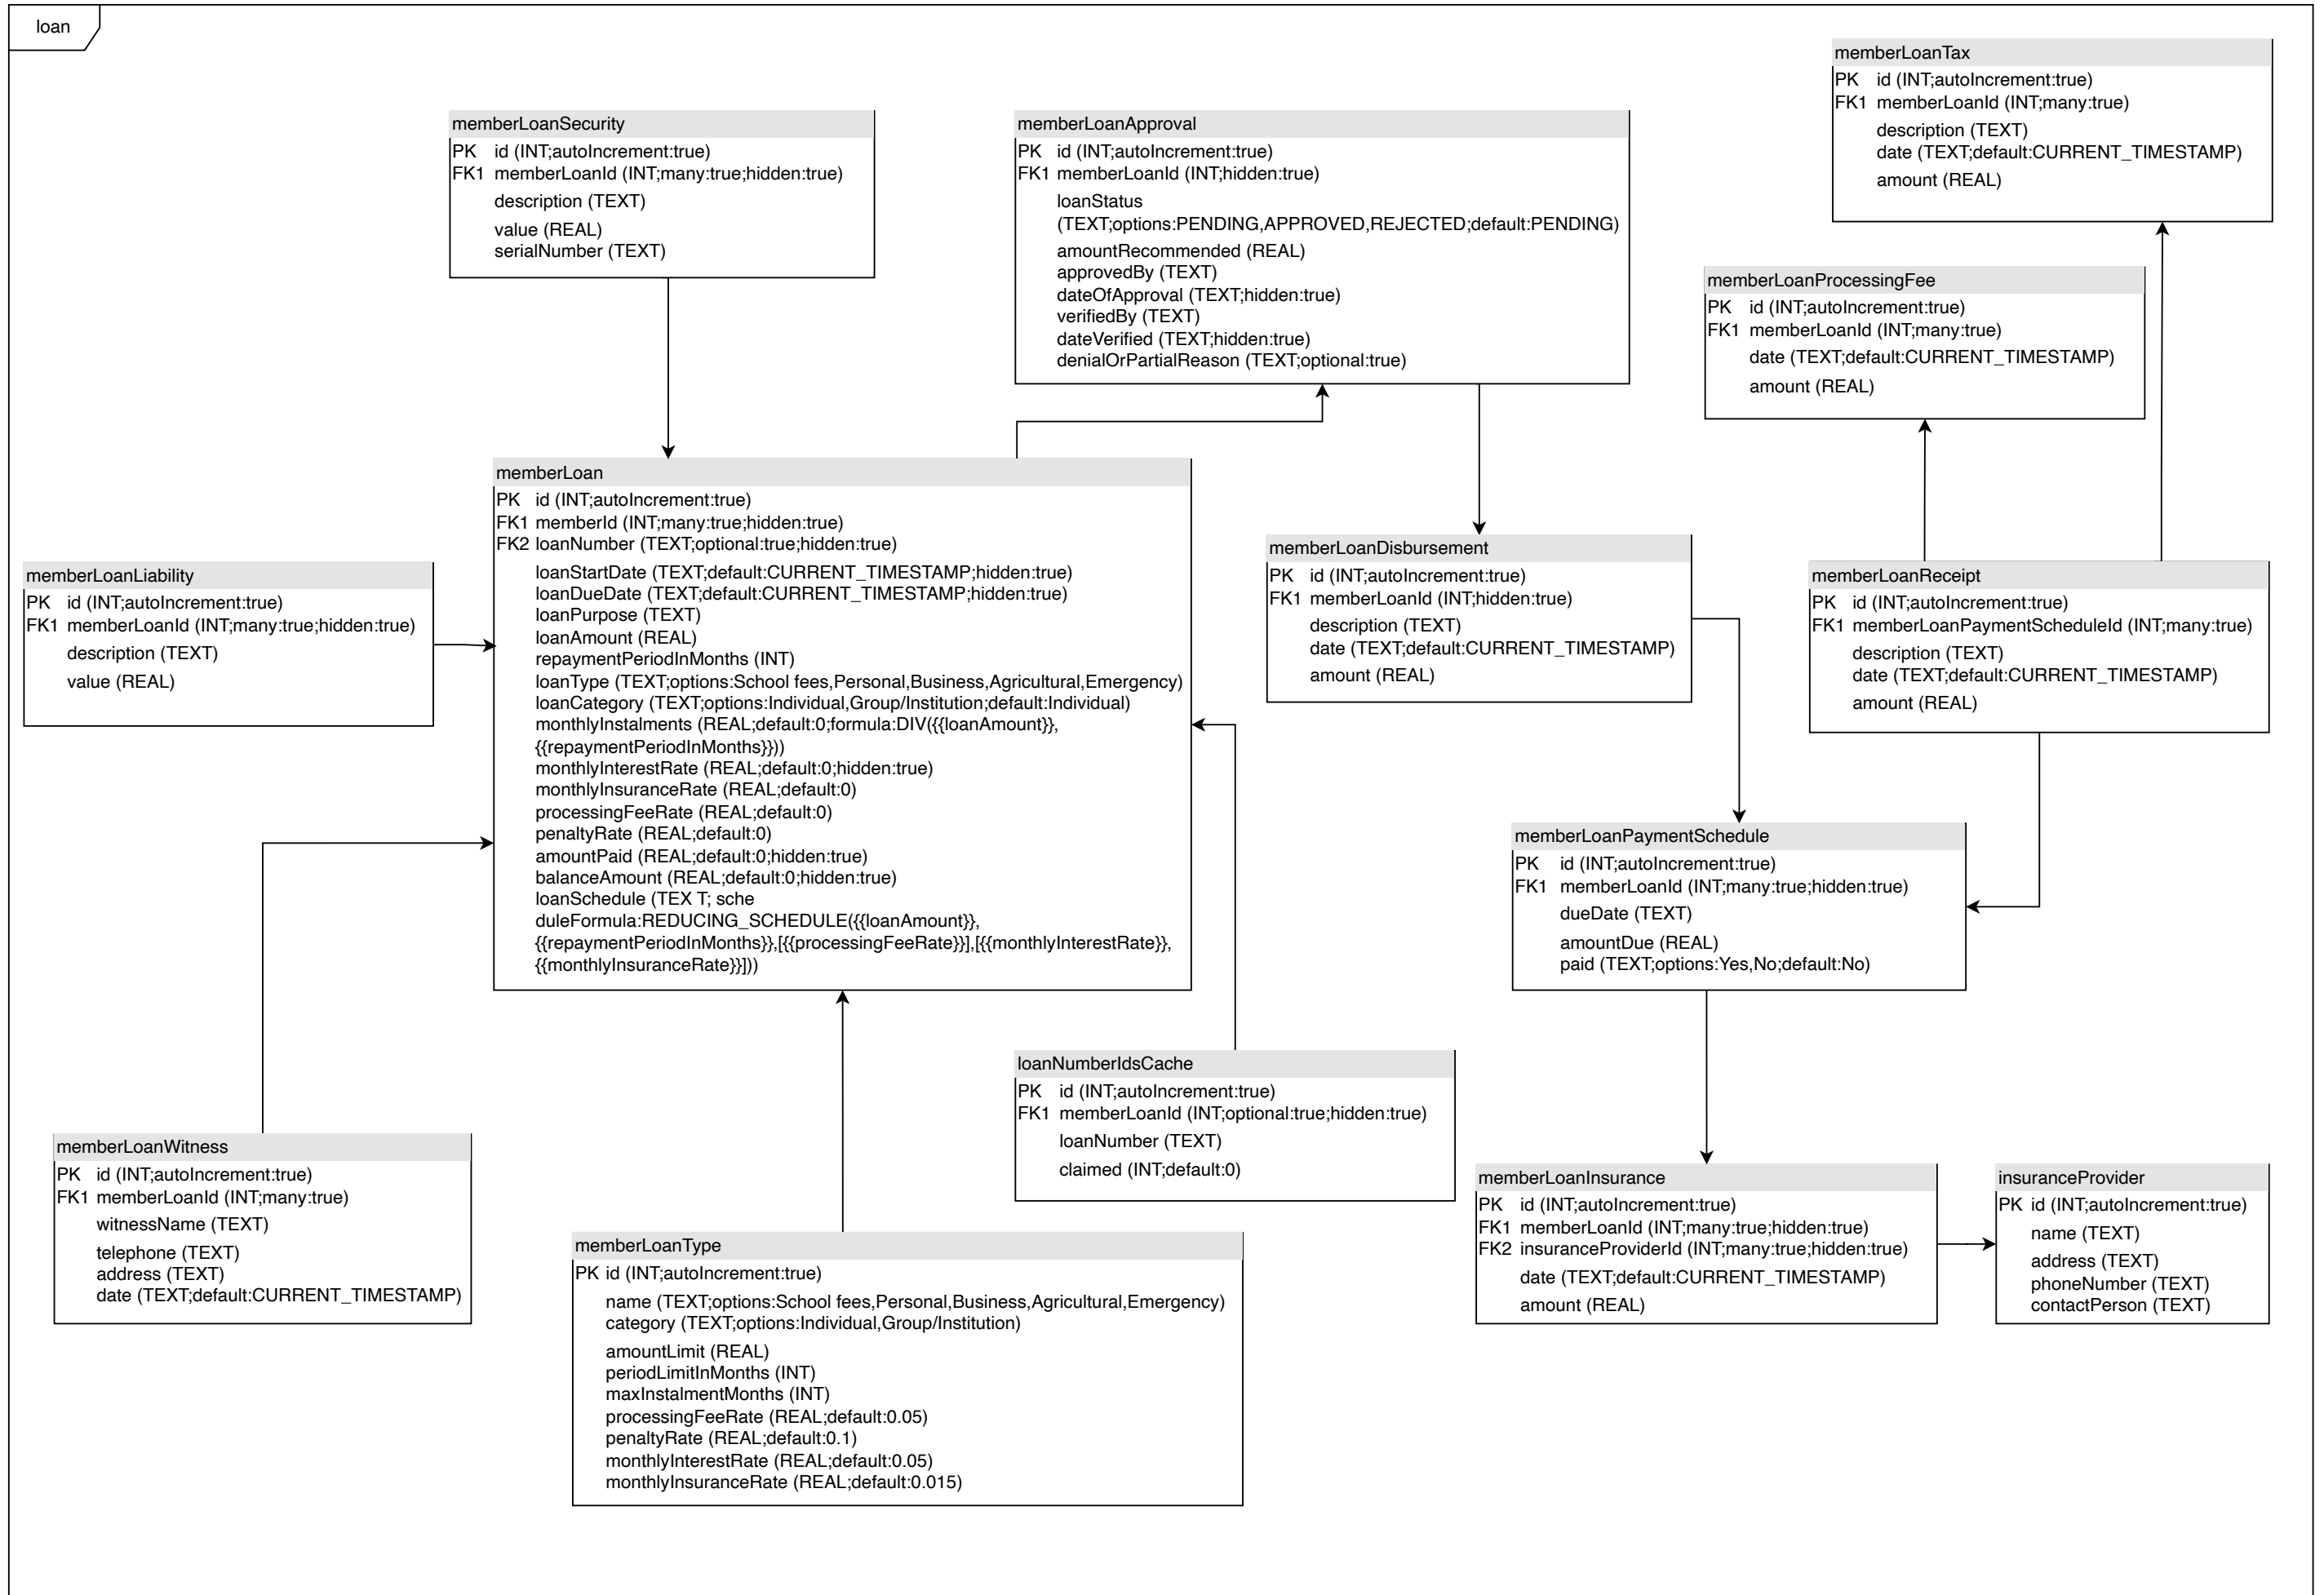 loan
memberLoanTax
PK id (INT;autoIncrement:true)
FK1 memberLoanId (INT;many:true)
description (TEXT)
date (TEXT;default:CURRENT_TIMESTAMP)
amount (REAL)
memberLoanSecurity
PK id (INT;autoIncrement:true)
FK1 memberLoanId (INT;many:true;hidden:true)
description (TEXT)
value (REAL)
serialNumber (TEXT)
memberLoanApproval
PK id (INT;autoIncrement:true)
FK1 memberLoanId (INT;hidden:true)
loanStatus
(TEXT;options:PENDING,APPROVED,REJECTED;default:PENDING)
amountRecommended (REAL)
approvedBy (TEXT)
dateOfApproval (TEXT;hidden:true)
verifiedBy (TEXT)
dateVerified (TEXT;hidden:true)
denialOrPartialReason (TEXT;optional:true)
memberLoanProcessingFee
PK id (INT;autoIncrement:true)
FK1 memberLoanId (INT;many:true)
date (TEXT;default:CURRENT_TIMESTAMP)
amount (REAL)
memberLoan
PK id (INT;autoIncrement:true)
FK1 memberId (INT;many:true;hidden:true)
FK2 loanNumber (TEXT;optional:true;hidden:true)
loanStartDate (TEXT;default:CURRENT_TIMESTAMP;hidden:true)
loanDueDate (TEXT;default:CURRENT_TIMESTAMP;hidden:true)
loanPurpose (TEXT)
loanAmount (REAL)
repaymentPeriodInMonths (INT)
loanType (TEXT;options:School fees,Personal,Business,Agricultural,Emergency)
loanCategory (TEXT;options:Individual,Group/Institution;default:Individual)
monthlyInstalments (REAL;default:0;formula:DIV({{loanAmount}},
{{repaymentPeriodInMonths}}))
monthlyInterestRate (REAL;default:0;hidden:true)
monthlyInsuranceRate (REAL;default:0)
processingFeeRate (REAL;default:0)
penaltyRate (REAL;default:0)
amountPaid (REAL;default:0;hidden:true)
balanceAmount (REAL;default:0;hidden:true)
loanSchedule (TEX T; sche
duleFormula:REDUCING_SCHEDULE({{loanAmount}},
{{repaymentPeriodInMonths}},[{{processingFeeRate}}],[{{monthlyInterestRate}},
{{monthlyInsuranceRate}}]))
memberLoanLiability
PK id (INT;autoIncrement:true)
FK1 memberLoanId (INT;many:true;hidden:true)
description (TEXT)
value (REAL)
memberLoanDisbursement
PK id (INT;autoIncrement:true)
FK1 memberLoanId (INT;hidden:true)
description (TEXT)
date (TEXT;default:CURRENT_TIMESTAMP)
amount (REAL)
memberLoanReceipt
PK id (INT;autoIncrement:true)
FK1 memberLoanPaymentScheduleId (INT;many:true)
description (TEXT)
date (TEXT;default:CURRENT_TIMESTAMP)
amount (REAL)
memberLoanPaymentSchedule
PK id (INT;autoIncrement:true)
FK1 memberLoanId (INT;many:true;hidden:true)
dueDate (TEXT)
amountDue (REAL)
paid (TEXT;options:Yes,No;default:No)
loanNumberIdsCache
PK id (INT;autoIncrement:true)
FK1 memberLoanId (INT;optional:true;hidden:true)
loanNumber (TEXT)
claimed (INT;default:0)
memberLoanWitness
PK id (INT;autoIncrement:true)
FK1 memberLoanId (INT;many:true)
witnessName (TEXT)
telephone (TEXT)
address (TEXT)
date (TEXT;default:CURRENT_TIMESTAMP)
memberLoanInsurance
PK id (INT;autoIncrement:true)
FK1 memberLoanId (INT;many:true;hidden:true)
FK2 insuranceProviderId (INT;many:true;hidden:true)
date (TEXT;default:CURRENT_TIMESTAMP)
amount (REAL)
insuranceProvider
PK id (INT;autoIncrement:true)
name (TEXT)
address (TEXT)
phoneNumber (TEXT)
contactPerson (TEXT)
memberLoanType
PK id (INT;autoIncrement:true)
name (TEXT;options:School fees,Personal,Business,Agricultural,Emergency)
category (TEXT;options:Individual,Group/Institution)
amountLimit (REAL)
periodLimitInMonths (INT)
maxInstalmentMonths (INT)
processingFeeRate (REAL;default:0.05)
penaltyRate (REAL;default:0.1)
monthlyInterestRate (REAL;default:0.05)
monthlyInsuranceRate (REAL;default:0.015)